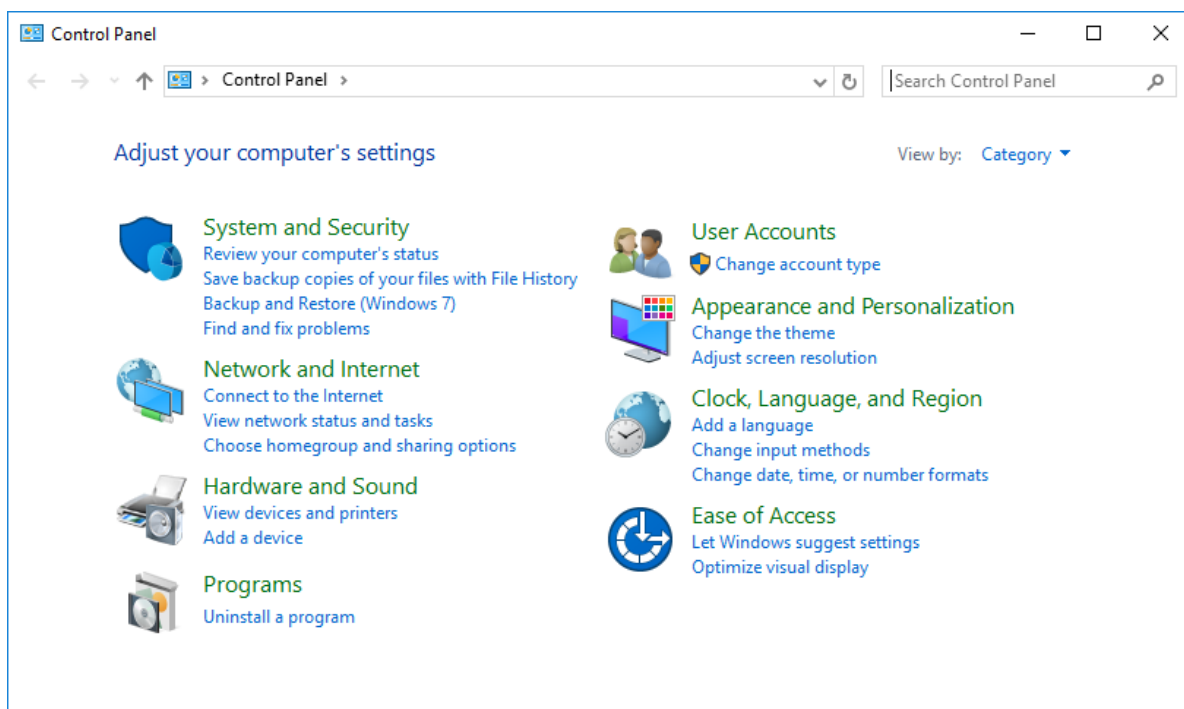 Control Panel
Control Panel
Search Control Panel
Adjust your computer's settings
View by: Category
System and Security
Review your computer's status
Save backup copies of your files with File History
Backup and Restore (Windows 7)
Find and fix problems
Network and Internet
Connect to the Internet
View network status and tasks
Choose homegroup and sharing options
Hardware and Sound
View devices and printers
Add a device
Programs
Uninstall a program
User Accounts
Change account type
Appearance and Personalization
Change the theme
Adjust screen resolution
Clock, Language, and Region
Add a language
Change input methods
Change date, time, or number formats
Ease of Access
Let Windows suggest settings
Optimize visual display